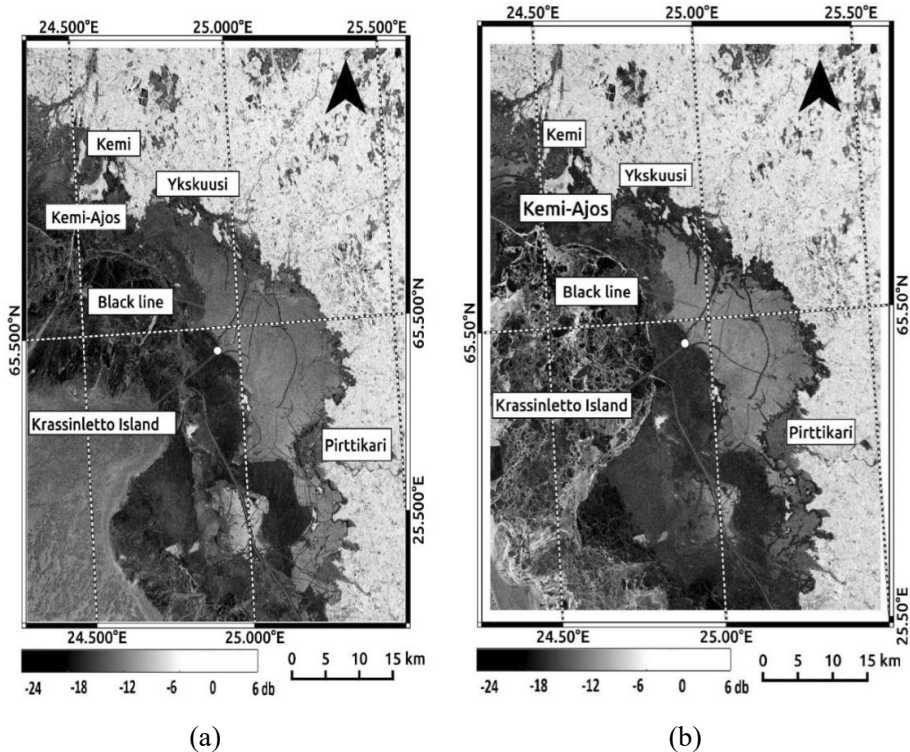 24.500°E 25.000°E 25.500°E
Kemi
Ykskuusi
Kemi-Ajos
Black line
65.500°N 65.500°N
Krassinletto Island
Pirttikari
25.500°E
24.500°E 25.000°E
-24 -18 -12 -6 0 6 db
0 5 10 15 km
(a)
24.50°E 25.00°E 25.50°E
Kemi
Ykskuusi
Kemi-Ajos
Black line
65.50°N 65.50°N
Krassinletto Island
Pirttikari
25.50°E
24.50°E 25.00°E
-24 -18 -12 -6 0 6 db
0 5 10 15 km
(b)